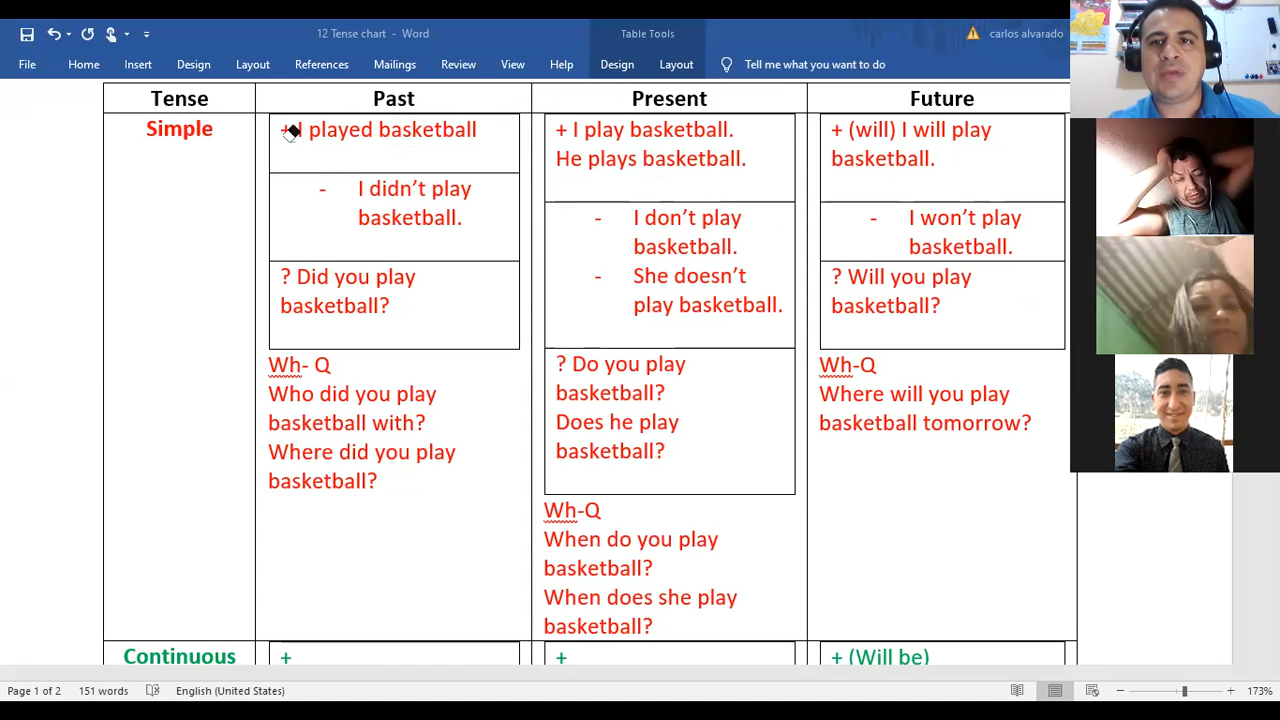 12 Tense chart - Word
Table Tools
carlos alvarado
File Home Insert Design Layout References Mailings Review View Help Design Layout Tell me what you want to do
Tense Past Present Future
Simple
+ I played basketball
- I didn't play
basketball.
? Did you play
basketball?
Wh- Q
Who did you play
basketball with?
Where did you play
basketball?
+ I play basketball.
He plays basketball.
- I don't play
basketball.
- She doesn't
play basketball.
? Do you play
basketball?
Does he play
basketball?
Wh-Q
When do you play
basketball?
When does she play
basketball?
+ (will) I will play
basketball.
- I won't play
basketball.
? Will you play
basketball?
Wh-Q
Where will you play
basketball tomorrow?
Continuous + + + (Will be)
Page 1 of 2 151 words English (United States) 173%